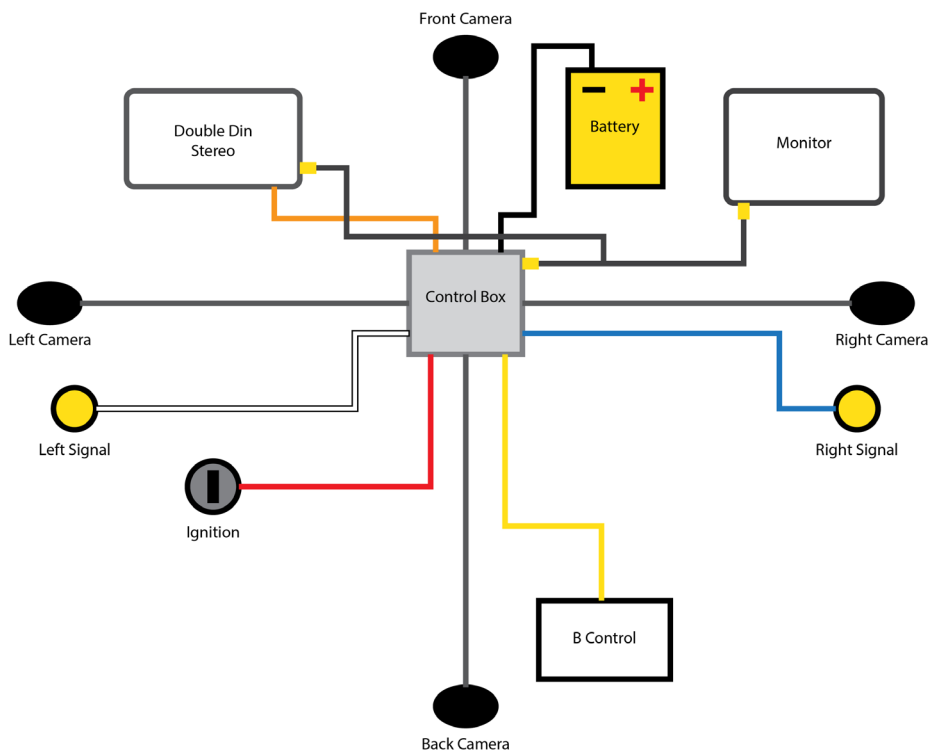 Front Camera
Double Din
Stereo
− +
Battery
Monitor
Control Box
Left Camera
Right Camera
Left Signal
Right Signal
Ignition
B Control
Back Camera